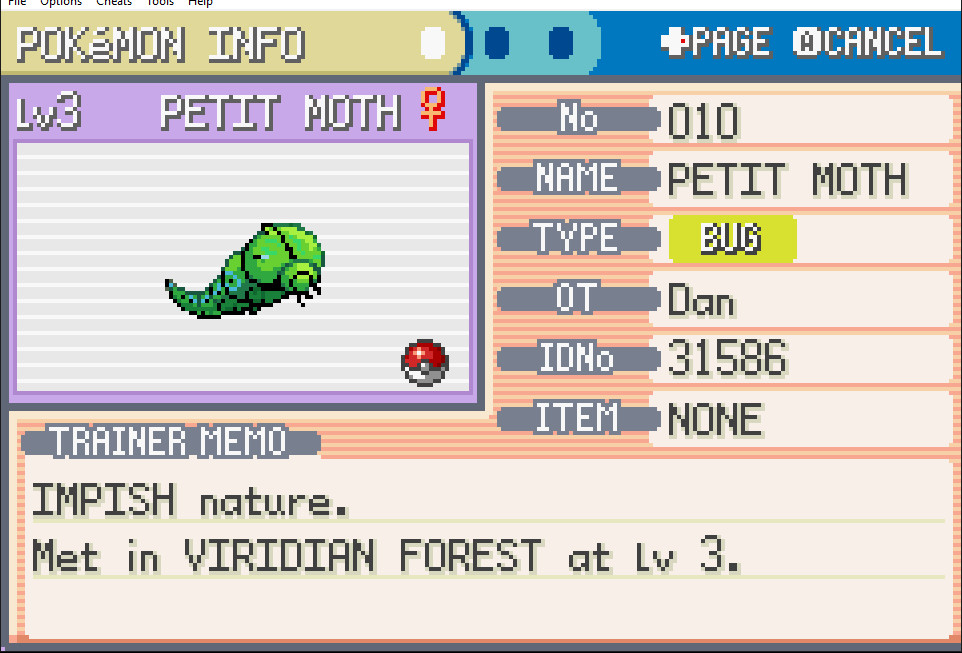 File Options Cheats Tools Help
POKéMON INFO PAGE A CANCEL
Lv3 PETIT MOTH ♀
No 010
NAME PETIT MOTH
TYPE BUG
OT Dan
IDNo 31586
ITEM NONE
TRAINER MEMO
IMPISH nature.
Met in VIRIDIAN FOREST at Lv 3.